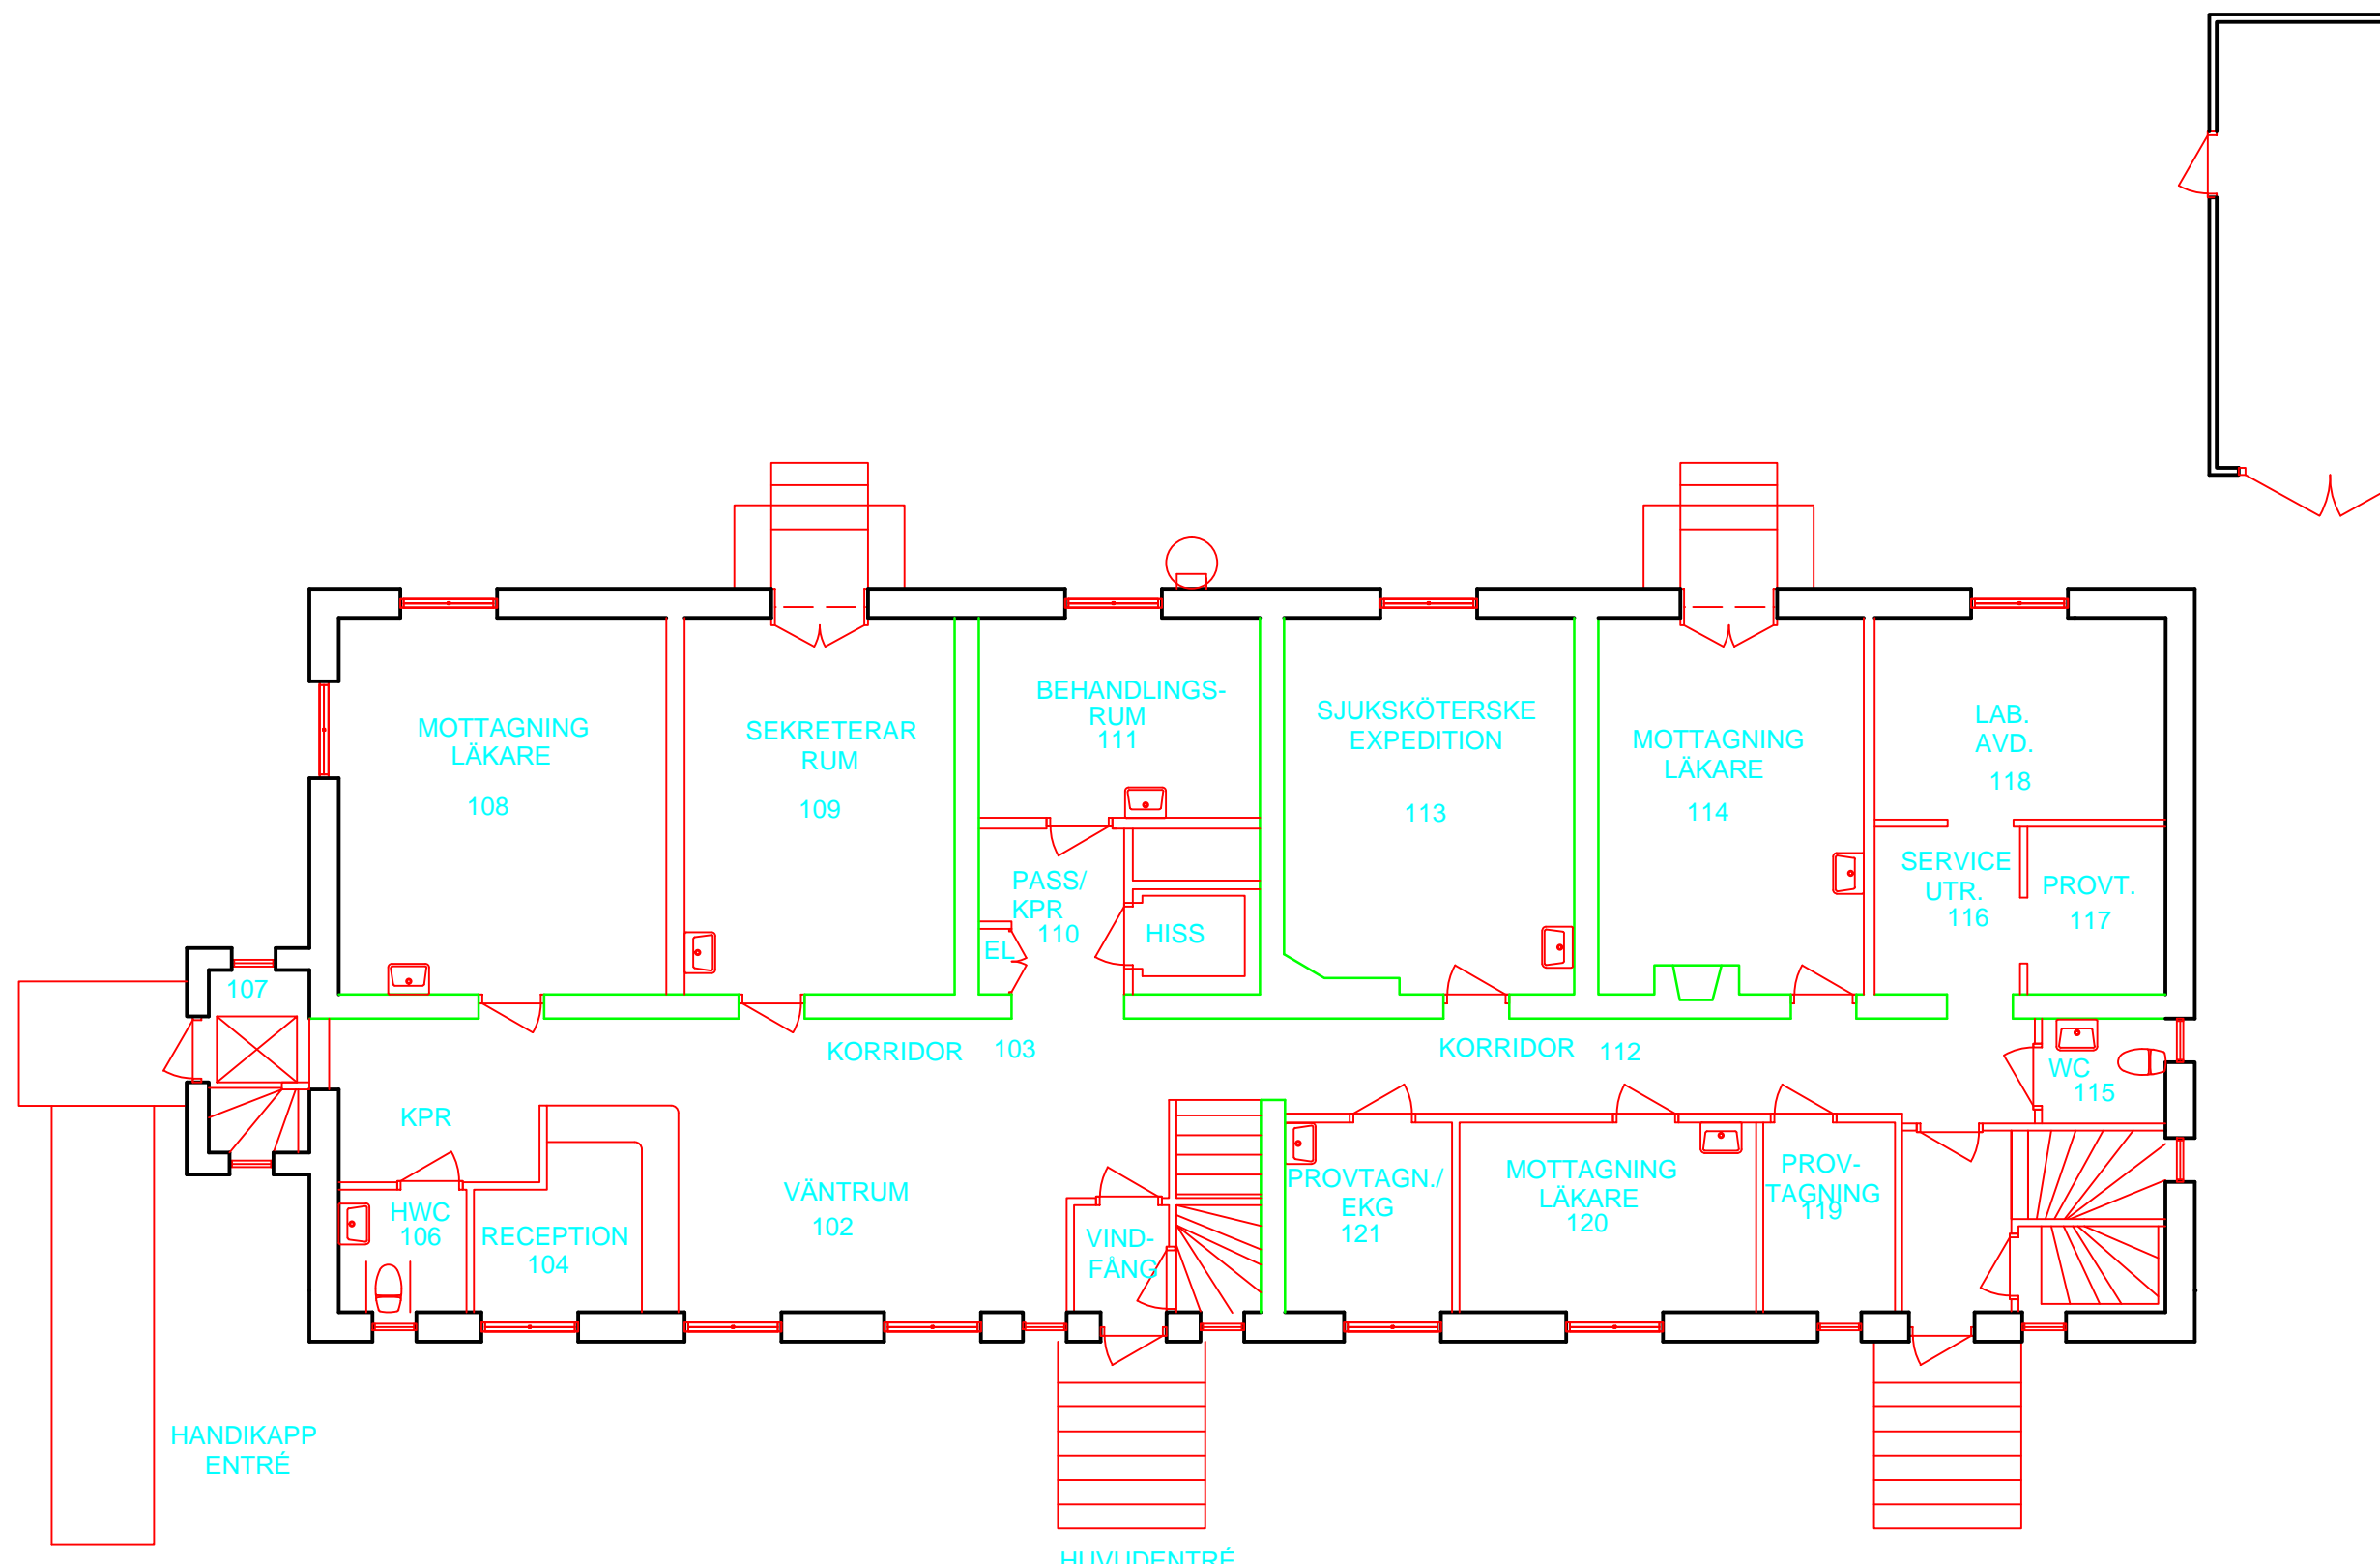 MOTTAGNING
LÄKARE
108
SEKRETERAR
RUM
109
BEHANDLINGS-
RUM
111
SJUKSKÖTERSKE
EXPEDITION
113
MOTTAGNING
LÄKARE
114
LAB.
AVD.
118
SERVICE
UTR.
116
PROVT.
117
PASS/
KPR
110
EL
HISS
107
KORRIDOR
103
KORRIDOR
112
WC
115
KPR
HWC
106
RECEPTION
104
VÄNTRUM
102
VIND-
FÅNG
PROVTAGN./
EKG
121
MOTTAGNING
LÄKARE
120
PROV-
TAGNING
119
HANDIKAPP
ENTRÉ
HUVUDENTRÉ